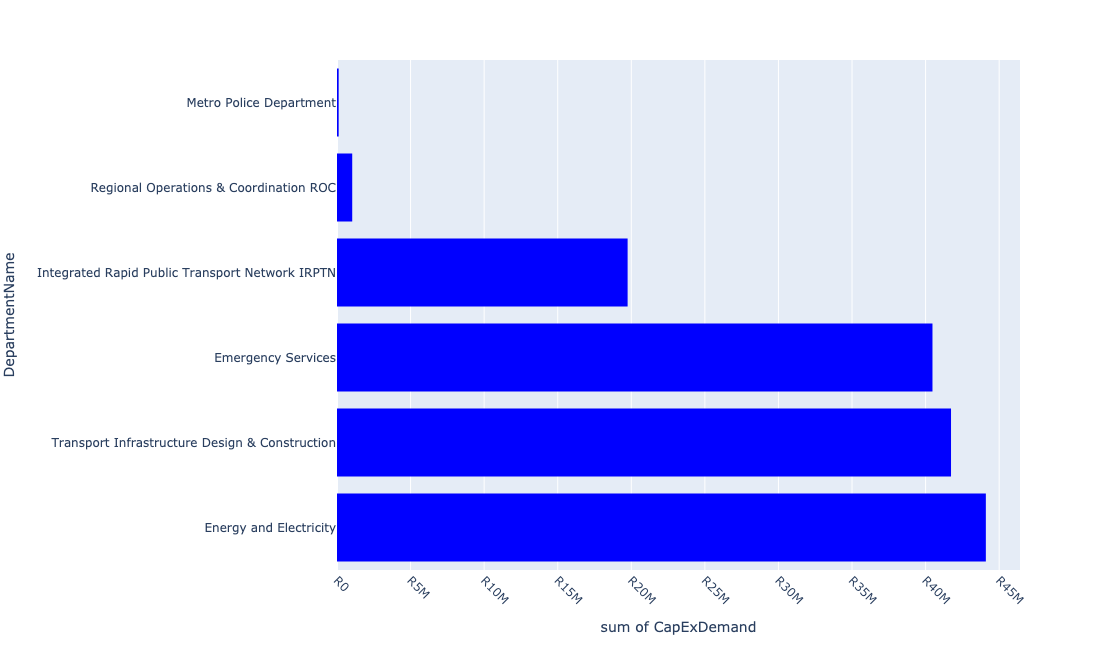 Metro Police Department
Regional Operations & Coordination ROC
Integrated Rapid Public Transport Network IRPTN
Emergency Services
Transport Infrastructure Design & Construction
Energy and Electricity
DepartmentName
R0
R5M
R10M
R15M
R20M
R25M
R30M
R35M
R40M
R45M
sum of CapExDemand